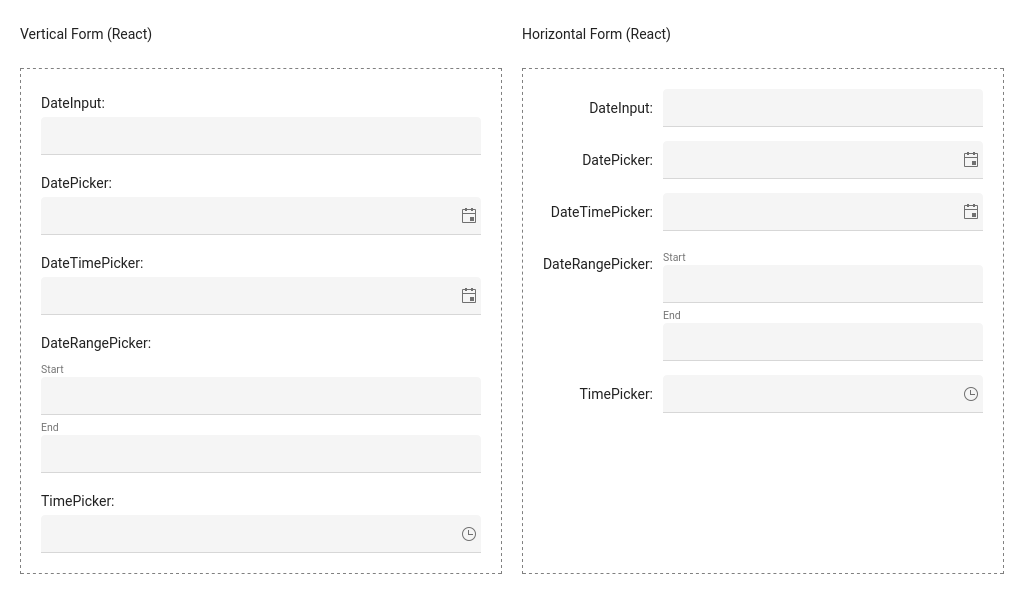 Vertical Form (React)
DateInput:
DatePicker:
DateTimePicker:
DateRangePicker:
Start
End
TimePicker:
Horizontal Form (React)
DateInput:
DatePicker:
DateTimePicker:
DateRangePicker:
Start
End
TimePicker: